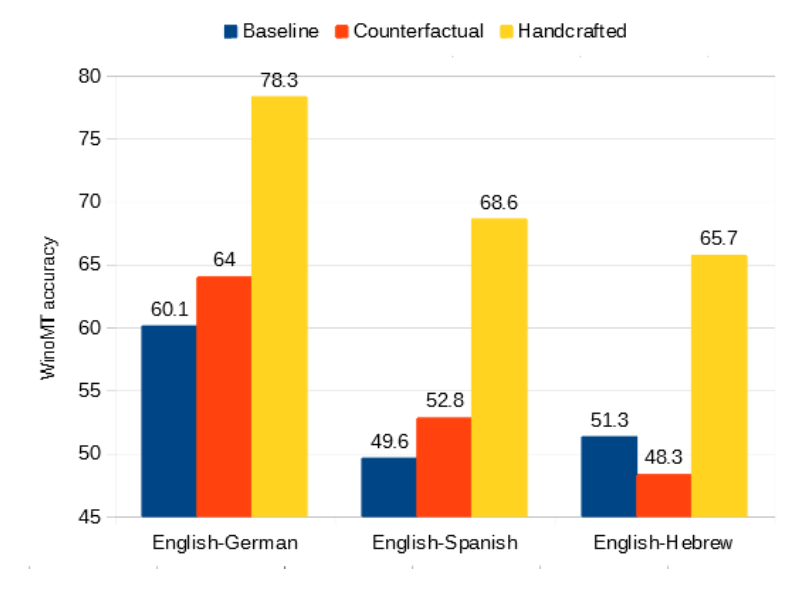 Baseline Counterfactual Handcrafted
80
75
70
65
60
55
50
45
WinoMT accuracy
60.1 64 78.3
49.6 52.8 68.6
51.3 48.3 65.7
English-German English-Spanish English-Hebrew